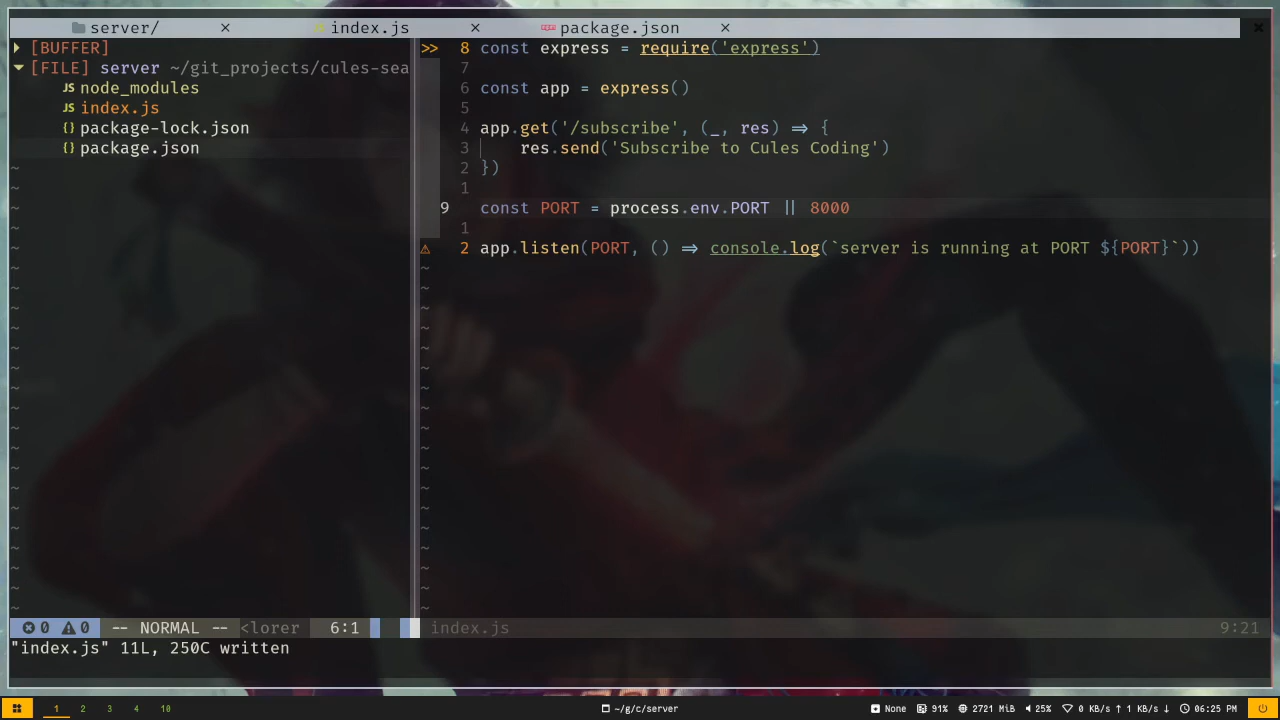 server/ × index.js × package.json × ×
[BUFFER]
[FILE] server ~/git_projects/cules-sea
JS node_modules
JS index.js
{} package-lock.json
{} package.json
>> 8 const express = require('express')
7
6 const app = express()
5
4 app.get('/subscribe', (_, res) => {
3 res.send('Subscribe to Cules Coding')
2 })
1
9 const PORT = process.env.PORT || 8000
1
⚠ 2 app.listen(PORT, () => console.log(`server is running at PORT ${PORT}`))
0 0 -- NORMAL -- <lorer 6:1
index.js 9:21
"index.js" 11L, 250C written
1 2 3 4 10 ~/g/c/server None 91% 2721 MiB 25% 0 KB/s ↑ 1 KB/s ↓ 06:25 PM